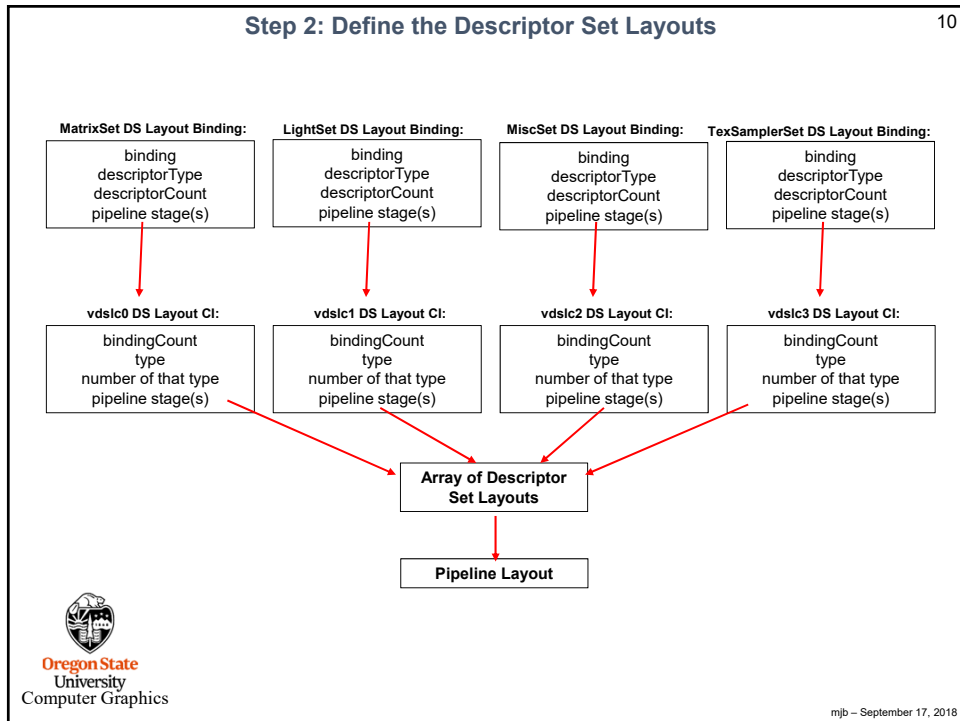 Step 2: Define the Descriptor Set Layouts
10
MatrixSet DS Layout Binding:
binding
descriptorType
descriptorCount
pipeline stage(s)
LightSet DS Layout Binding:
binding
descriptorType
descriptorCount
pipeline stage(s)
MiscSet DS Layout Binding:
binding
descriptorType
descriptorCount
pipeline stage(s)
TexSamplerSet DS Layout Binding:
binding
descriptorType
descriptorCount
pipeline stage(s)
vdslc0 DS Layout CI:
bindingCount
type
number of that type
pipeline stage(s)
vdslc1 DS Layout CI:
bindingCount
type
number of that type
pipeline stage(s)
vdslc2 DS Layout CI:
bindingCount
type
number of that type
pipeline stage(s)
vdslc3 DS Layout CI:
bindingCount
type
number of that type
pipeline stage(s)
Array of Descriptor
Set Layouts
Pipeline Layout
Oregon State
University
Computer Graphics
mjb – September 17, 2018